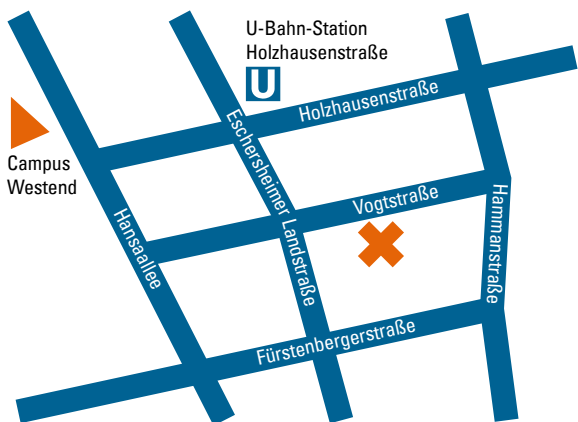 U-Bahn-Station
Holzhausenstraße
U
Holzhausenstraße
Eschersheimer Landstraße
Campus
Westend
Vogtstraße
Hammanstraße
Hansaallee
Fürstenbergerstraße